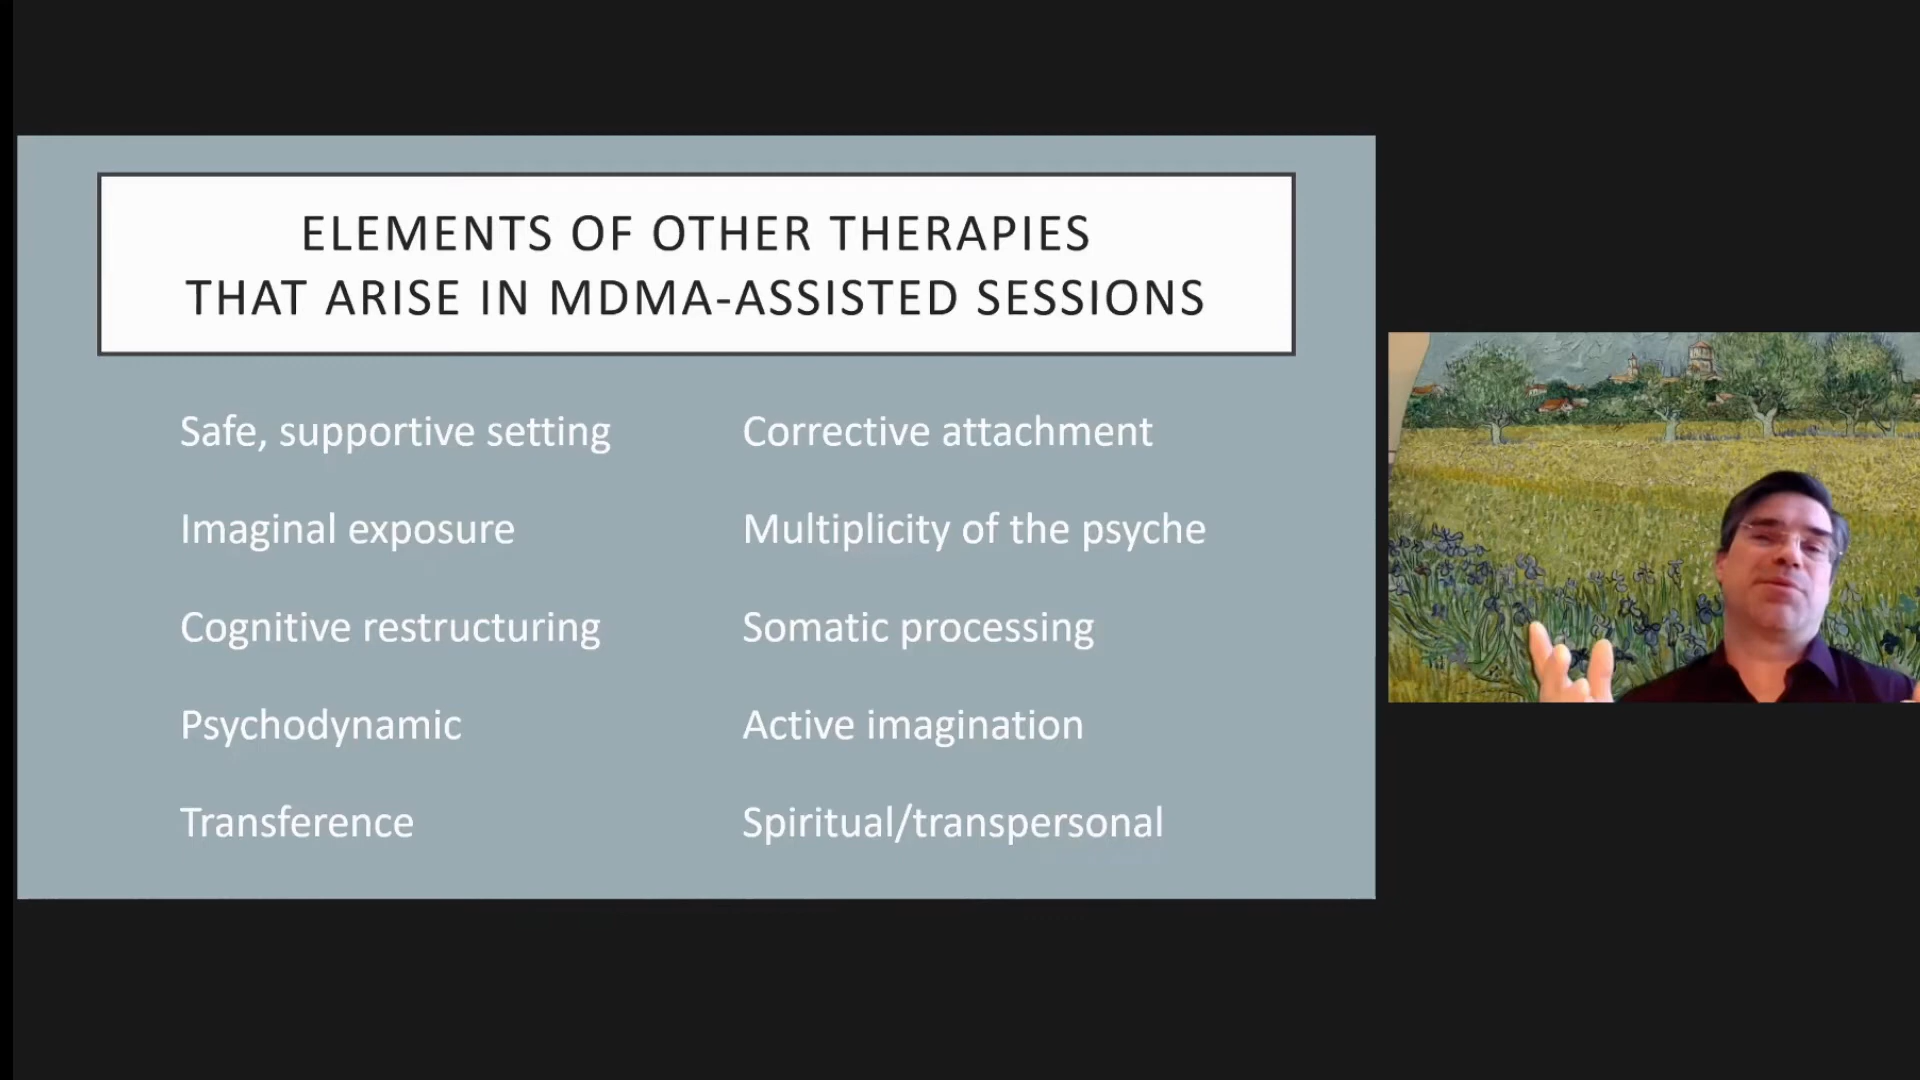 ELEMENTS OF OTHER THERAPIES
THAT ARISE IN MDMA-ASSISTED SESSIONS
Safe, supportive setting
Imaginal exposure
Cognitive restructuring
Psychodynamic
Transference
Corrective attachment
Multiplicity of the psyche
Somatic processing
Active imagination
Spiritual/transpersonal